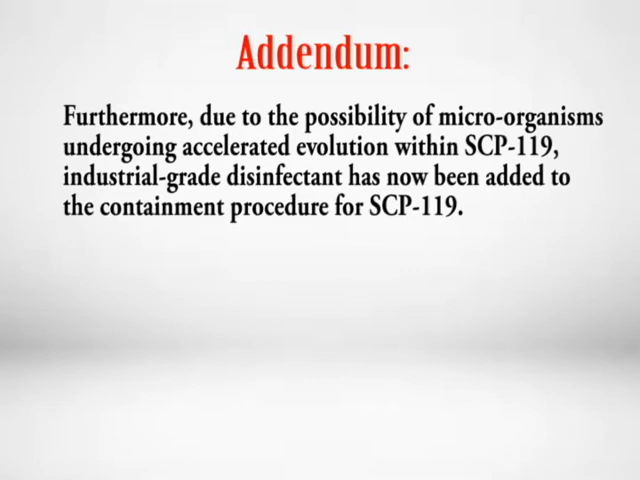 Addendum:
Furthermore, due to the possibility of micro-organisms
undergoing accelerated evolution within SCP-119,
industrial-grade disinfectant has now been added to
the containment procedure for SCP-119.